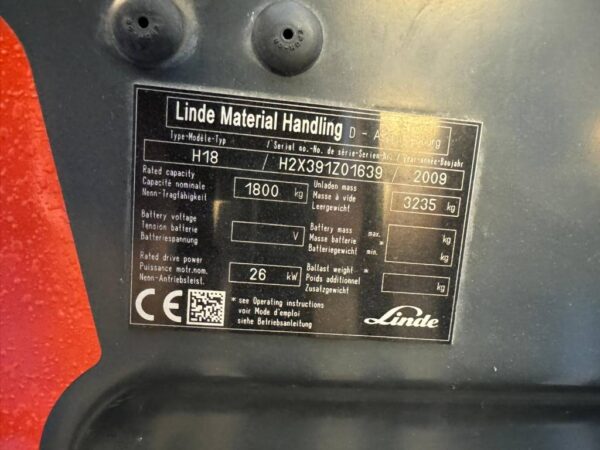 Linde Material Handling D - A
Type-Modèle-Typ / Serial no.-No. de série-Serien-Nr. / Year-année-Baujahr
H18 / H2X391Z01639 / 2009
Rated capacity
Capacité nominale
Nenn-Tragfähigkeit
1800 kg
Unladen mass
Masse à vide
Leergewicht
3235 kg
Battery voltage
Tension batterie
Batteriespannung
V
Battery mass max.
Masse batterie *
Batteriegewicht min.
kg
kg
Rated drive power
Puissance motr.nom.
Nenn-Antriebsleist.
26 kW
Ballast weight *
Poids additionnel
Zusatzgewicht
kg
CE
* see Operating instructions
voir Mode d'emploi
siehe Betriebsanleitung
Linde